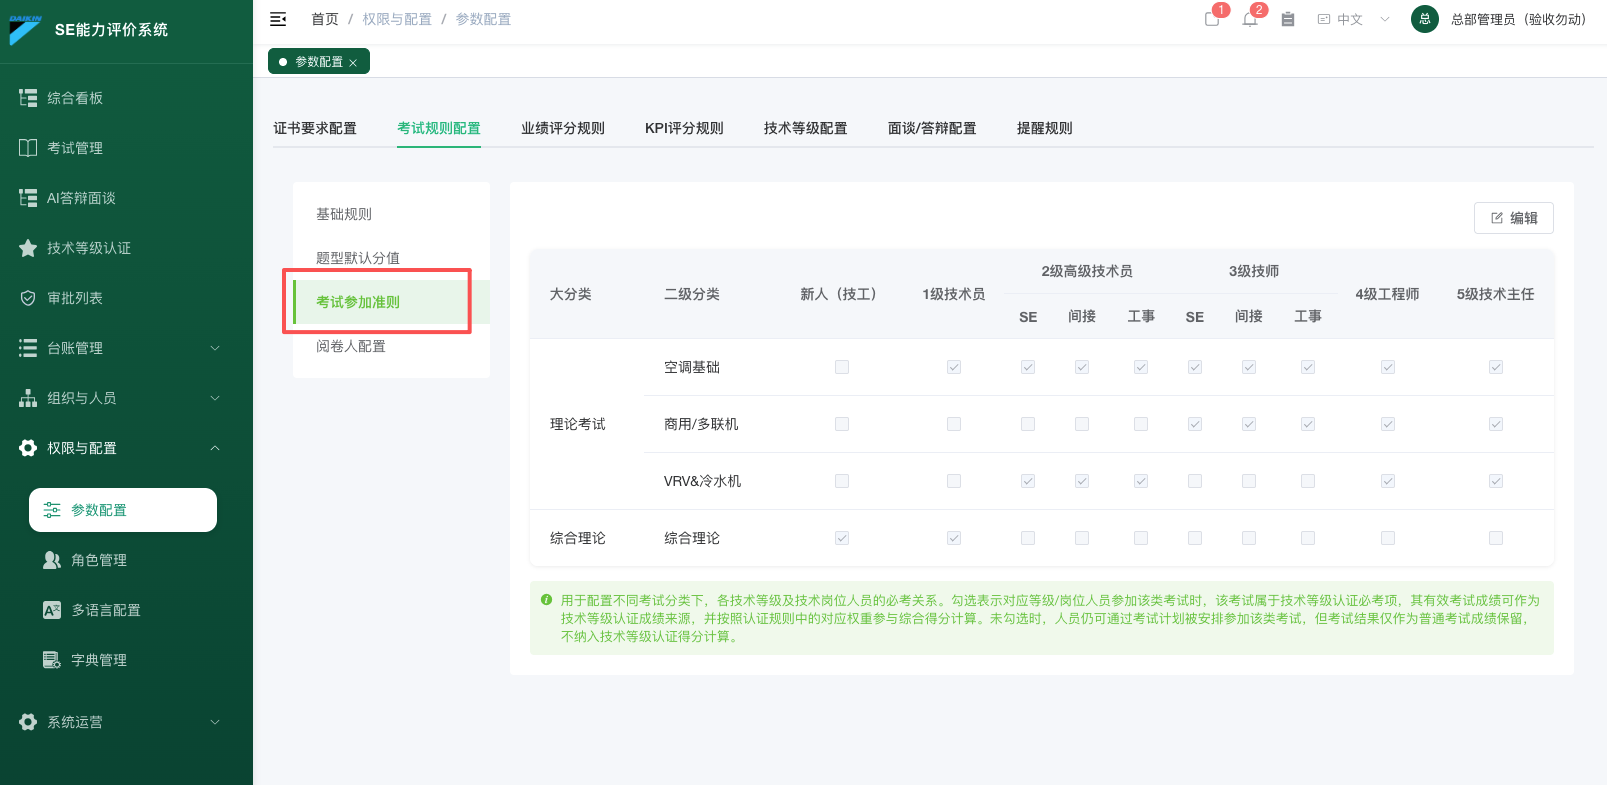 DAIKIN
SE能力评价系统
首页 / 权限与配置 / 参数配置
1
2
中文
总
总部管理员（验收勿动）
参数配置
综合看板
考试管理
AI答辩面谈
技术等级认证
审批列表
台账管理
组织与人员
权限与配置
参数配置
角色管理
多语言配置
字典管理
系统运营
证书要求配置 考试规则配置 业绩评分规则 KPI评分规则 技术等级配置 面谈/答辩配置 提醒规则
基础规则
题型默认分值
考试参加准则
阅卷人配置
编辑
大分类 二级分类 新人（技工） 1级技术员 2级高级技术员 3级技师 4级工程师 5级技术主任
SE 间接 工事 SE 间接 工事
理论考试
空调基础
商用/多联机
VRV&冷水机
综合理论 综合理论
用于配置不同考试分类下，各技术等级及技术岗位人员的必考关系。勾选表示对应等级/岗位人员参加该类考试时，该考试属于技术等级认证必考项，其有效考试成绩可作为
技术等级认证成绩来源，并按照认证规则中的对应权重参与综合得分计算。未勾选时，人员仍可通过考试计划被安排参加该类考试，但考试结果仅作为普通考试成绩保留，
不纳入技术等级认证得分计算。